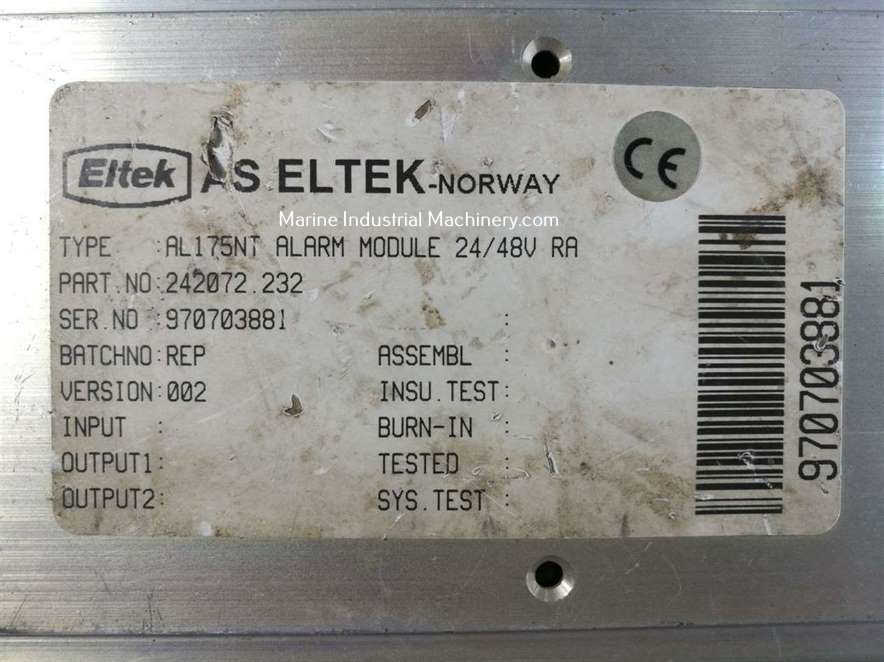 Eltek AS ELTEK-NORWAY
Marine Industrial Machinery.com
TYPE :AL175NT ALARM MODULE 24/48V RA
PART.NO:242072.232
SER.NO :970703881 :
BATCHNO:REP ASSEMBL :
VERSION:002 INSU.TEST:
INPUT : BURN-IN :
OUTPUT1: TESTED :
OUTPUT2: SYS.TEST :
CE
970703881